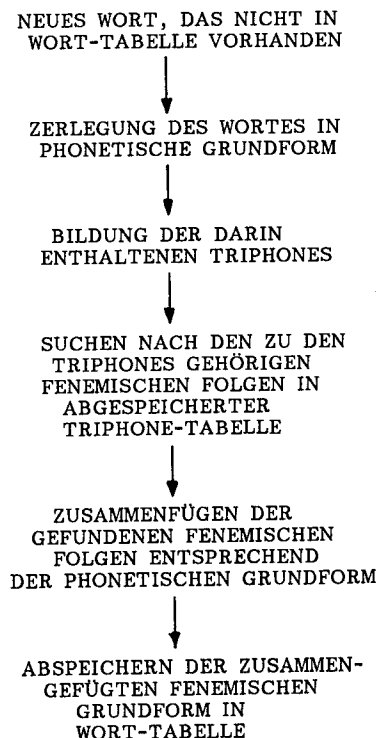 NEUES WORT, DAS NICHT IN
WORT-TABELLE VORHANDEN
ZERLEGUNG DES WORTES IN
PHONETISCHE GRUNDFORM
BILDUNG DER DARIN
ENTHALTENEN TRIPHONES
SUCHEN NACH DEN ZU DEN
TRIPHONES GEHÖRIGEN
FENEMISCHEN FOLGEN IN
ABGESPEICHERTER
TRIPHONE-TABELLE
ZUSAMMENFÜGEN DER
GEFUNDENEN FENEMISCHEN
FOLGEN ENTSPRECHEND
DER PHONETISCHEN GRUNDFORM
ABSPEICHERN DER ZUSAMMEN-
GEFÜGTEN FENEMISCHEN
GRUNDFORM IN
WORT-TABELLE